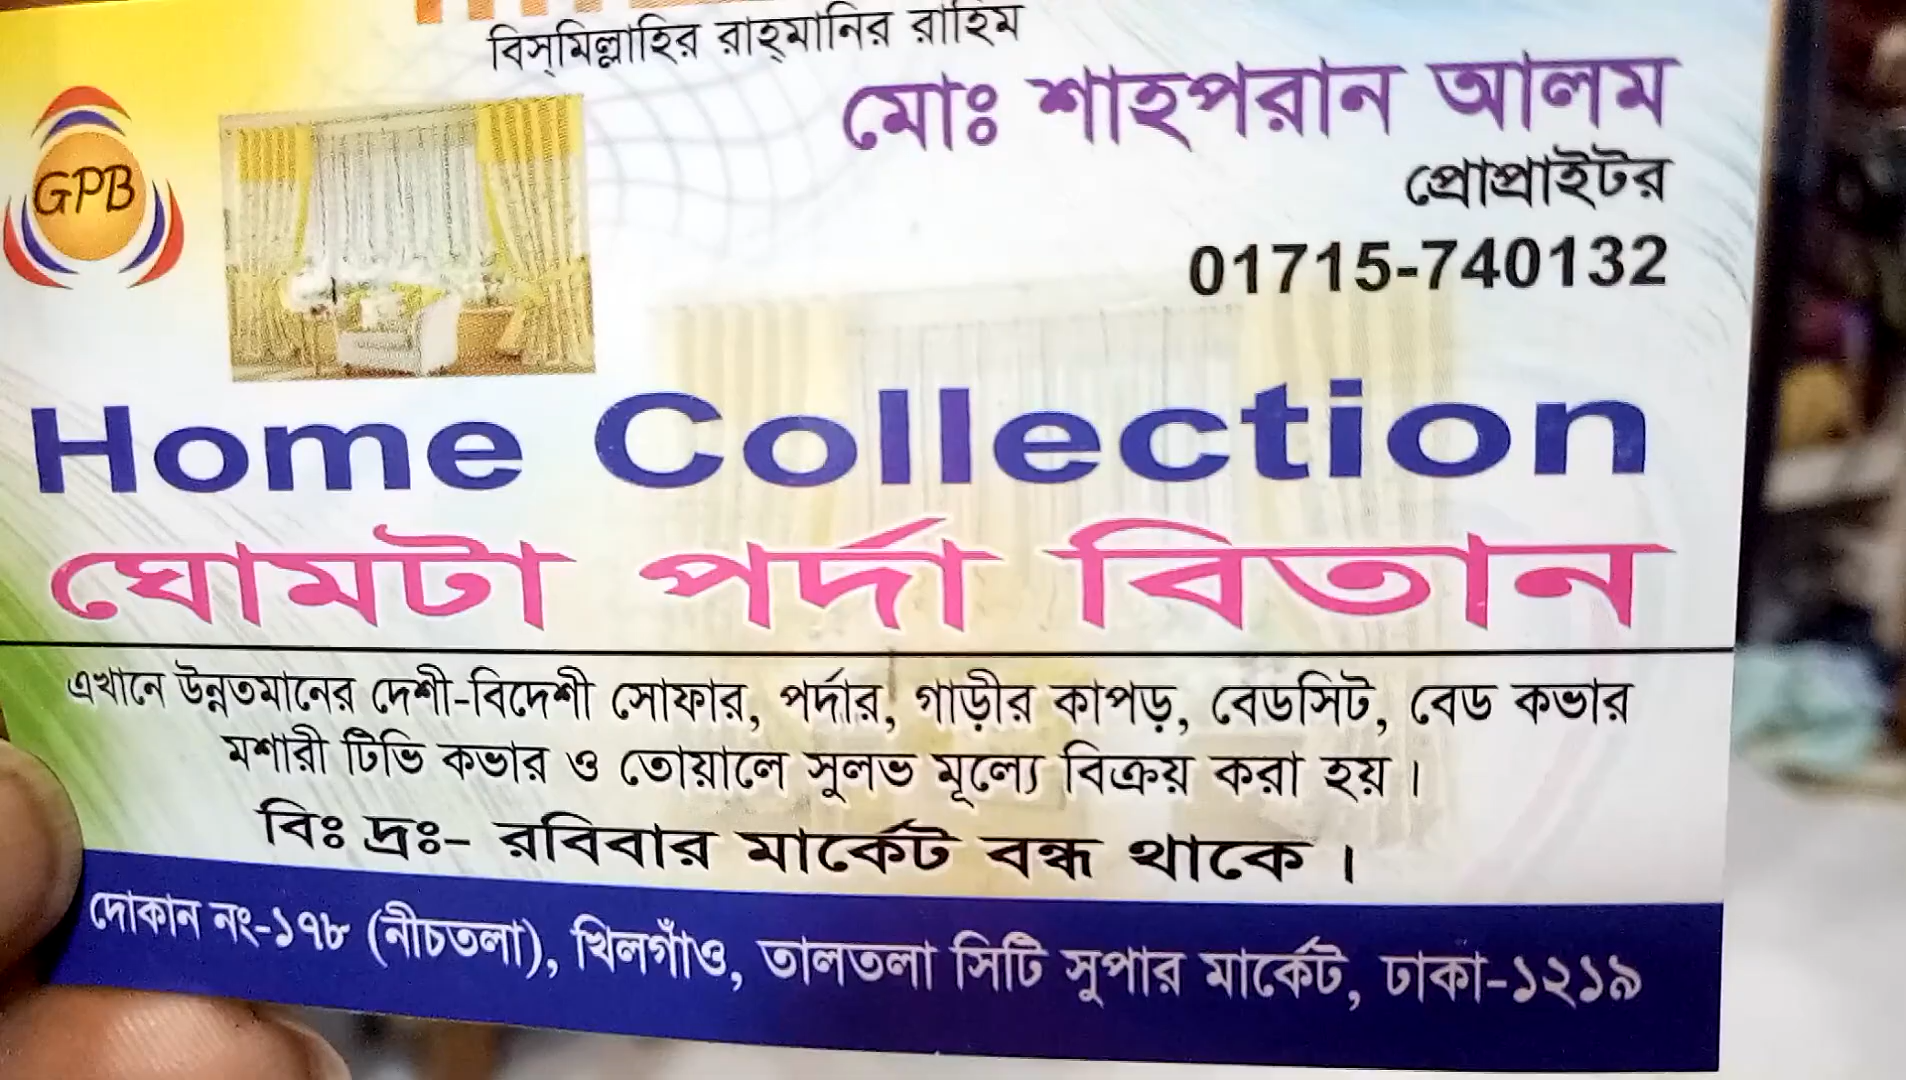 বিস্‌মিল্লাহির রাহ্‌মানির রাহিম
মোঃ শাহপরান আলম
প্রোপ্রাইটর
01715-740132
GPB
Home Collection
ঘোমটা পর্দা বিতান
এখানে উন্নতমানের দেশী-বিদেশী সোফার, পর্দার, গাড়ীর কাপড়, বেডসিট, বেড কভার
মশারী টিভি কভার ও তোয়ালে সুলভ মূল্যে বিক্রয় করা হয়।
বিঃ দ্রঃ- রবিবার মার্কেট বন্ধ থাকে।
দোকান নং-১৭৮ (নীচতলা), খিলগাঁও, তালতলা সিটি সুপার মার্কেট, ঢাকা-১২১৯